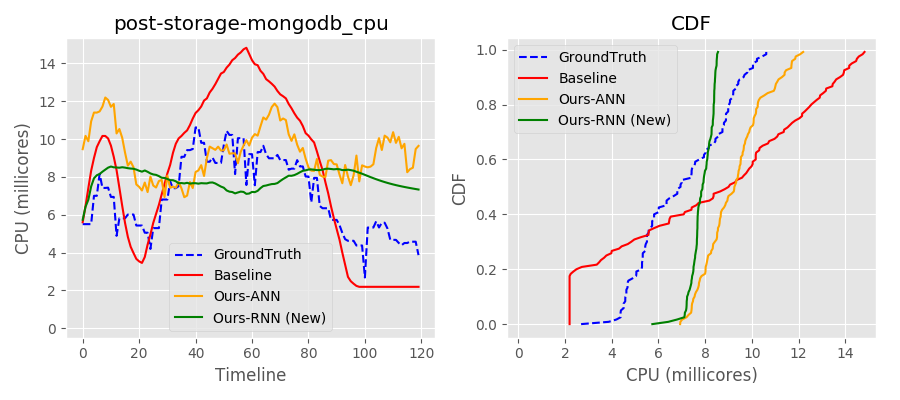 post-storage-mongodb_cpu
CPU (millicores)
14
12
10
8
6
4
2
0
GroundTruth
Baseline
Ours-ANN
Ours-RNN (New)
0 20 40 60 80 100 120
Timeline
CDF
CDF
1.0
0.8
0.6
0.4
0.2
0.0
GroundTruth
Baseline
Ours-ANN
Ours-RNN (New)
0 2 4 6 8 10 12 14
CPU (millicores)